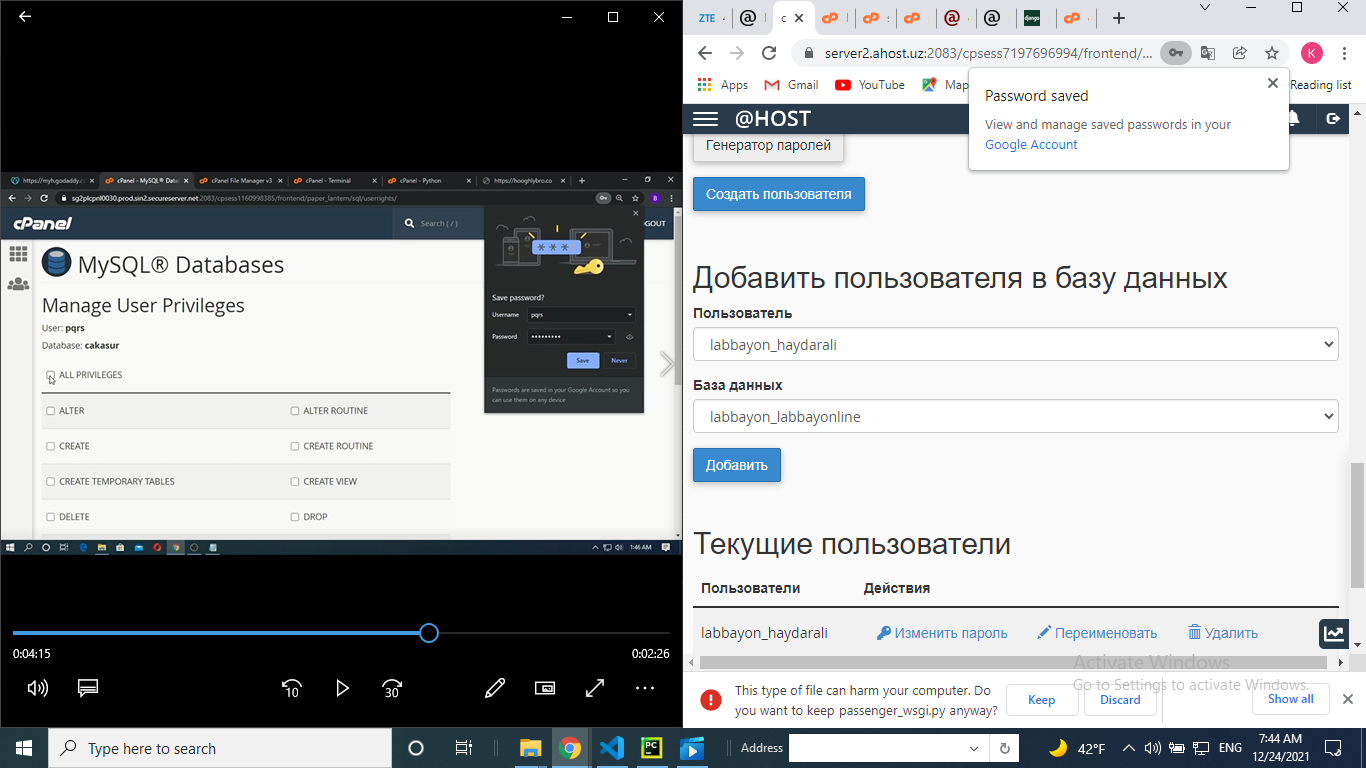 https://myh.godaddy.c
cPanel - MySQL® Datab
cPanel File Manager v3
cPanel - Terminal
cPanel - Python
https://hooghlybro.co
sg2plcpnl0030.prod.sin2.secureserver.net:2083/cpsess1160998385/frontend/paper_lantern/sql/userrights/
cPanel
Search ( / )
LOGOUT
MySQL® Databases
Manage User Privileges
User: pqrs
Database: cakasur
ALL PRIVILEGES
ALTER
ALTER ROUTINE
CREATE
CREATE ROUTINE
CREATE TEMPORARY TABLES
CREATE VIEW
DELETE
DROP
Save password?
Username
pqrs
Password
•••••••••
Save
Never
Passwords are saved in your Google Account so you
can use them on any device
1:46 AM
0:04:15
0:02:26
10
30
ZTE
server2.ahost.uz:2083/cpsess7197696994/frontend/...
K
Apps
Gmail
YouTube
Map
Reading list
Password saved
View and manage saved passwords in your
Google Account
@HOST
Генератор паролей
Создать пользователя
Добавить пользователя в базу данных
Пользователь
labbayon_haydarali
База данных
labbayon_labbayonline
Добавить
Текущие пользователи
Пользователи
Действия
labbayon_haydarali
Изменить пароль
Переименовать
Удалить
Activate Windows
Go to Settings to activate Windows.
This type of file can harm your computer. Do
you want to keep passenger_wsgi.py anyway?
Keep
Discard
Show all
Type here to search
Address
42°F
ENG
7:44 AM
12/24/2021